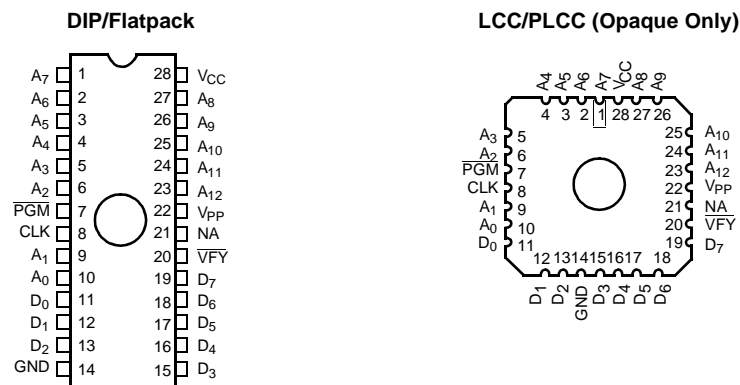 DIP/Flatpack
A7 1 28 VCC
A6 2 27 A8
A5 3 26 A9
A4 4 25 A10
A3 5 24 A11
A2 6 23 A12
PGM 7 22 VPP
CLK 8 21 NA
A1 9 20 VFY
A0 10 19 D7
D0 11 18 D6
D1 12 17 D5
D2 13 16 D4
GND 14 15 D3
LCC/PLCC (Opaque Only)
A4 A5 A6 A7 VCC A8 A9
4 3 2 1 28 27 26
A3 5 25 A10
A2 6 24 A11
PGM 7 23 A12
CLK 8 22 VPP
A1 9 21 NA
A0 10 20 VFY
D0 11 19 D7
12 13 14 15 16 17 18
D1 D2 GND D3 D4 D5 D6